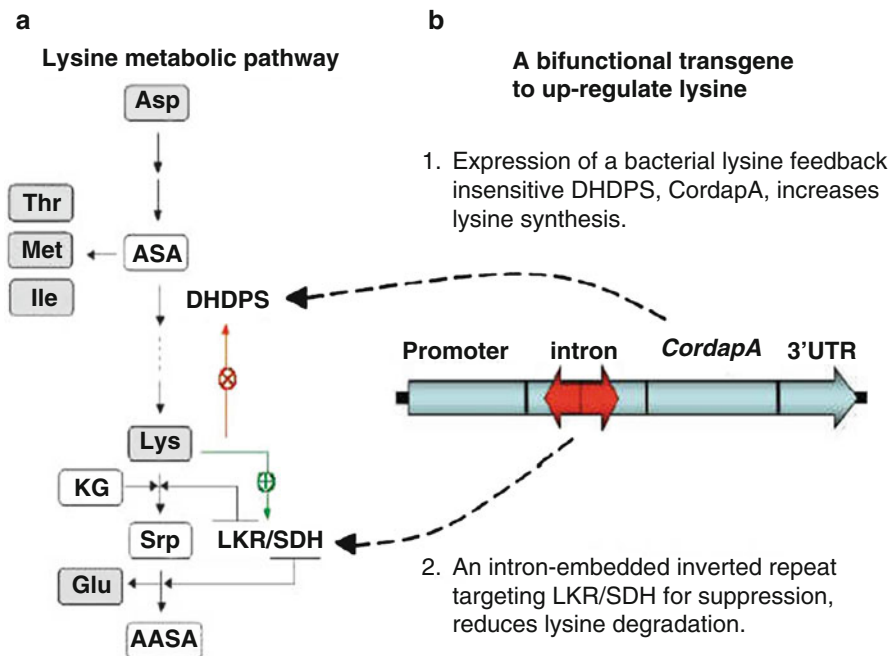 a
Lysine metabolic pathway
Asp
Thr
Met
ASA
Ile
DHDPS
Lys
KG
Srp
LKR/SDH
Glu
AASA
b
A bifunctional transgene
to up-regulate lysine
1. Expression of a bacterial lysine feedback
insensitive DHDPS, CordapA, increases
lysine synthesis.
Promoter intron CordapA 3'UTR
2. An intron-embedded inverted repeat
targeting LKR/SDH for suppression,
reduces lysine degradation.